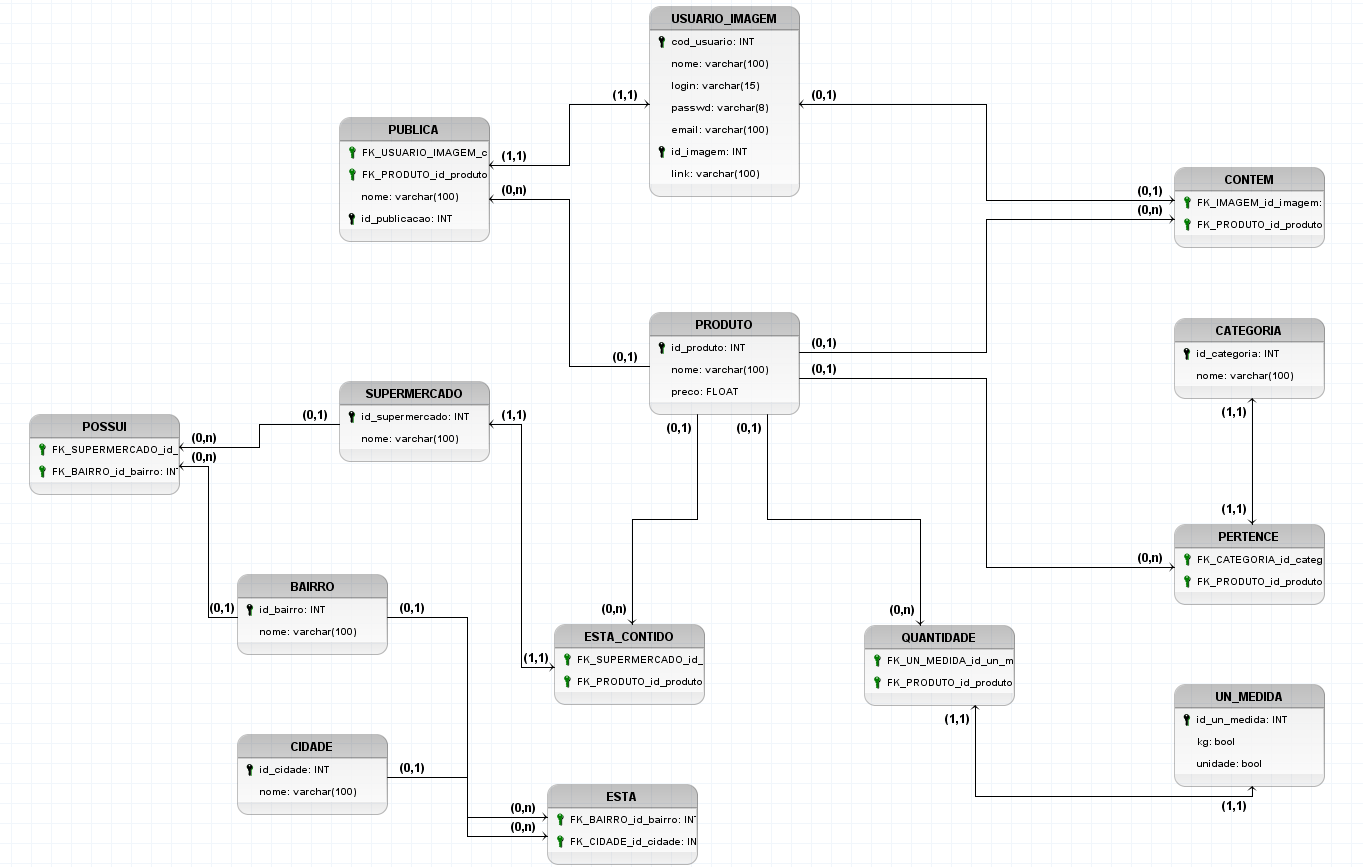 USUARIO_IMAGEM
cod_usuario: INT
nome: varchar(100)
login: varchar(15)
passwd: varchar(8)
email: varchar(100)
id_imagem: INT
link: varchar(100)
(1,1)
(0,1)
PUBLICA
FK_USUARIO_IMAGEM_c
FK_PRODUTO_id_produto
nome: varchar(100)
id_publicacao: INT
(1,1)
(0,n)
CONTEM
FK_IMAGEM_id_imagem:
FK_PRODUTO_id_produto
(0,1)
(0,n)
PRODUTO
id_produto: INT
nome: varchar(100)
preco: FLOAT
(0,1)
(0,1)
(0,1)
(0,1)
(0,1)
CATEGORIA
id_categoria: INT
nome: varchar(100)
(1,1)
SUPERMERCADO
id_supermercado: INT
nome: varchar(100)
(0,1)
(1,1)
POSSUI
FK_SUPERMERCADO_id_
FK_BAIRRO_id_bairro: IN
(0,n)
(0,n)
(1,1)
PERTENCE
FK_CATEGORIA_id_categ
FK_PRODUTO_id_produto
(0,n)
BAIRRO
id_bairro: INT
nome: varchar(100)
(0,1)
(0,1)
(0,n)
ESTA_CONTIDO
FK_SUPERMERCADO_id_
FK_PRODUTO_id_produto
(1,1)
(0,n)
QUANTIDADE
FK_UN_MEDIDA_id_un_m
FK_PRODUTO_id_produto
(1,1)
UN_MEDIDA
id_un_medida: INT
kg: bool
unidade: bool
(1,1)
CIDADE
id_cidade: INT
nome: varchar(100)
(0,1)
ESTA
FK_BAIRRO_id_bairro: IN
FK_CIDADE_id_cidade: IN
(0,n)
(0,n)